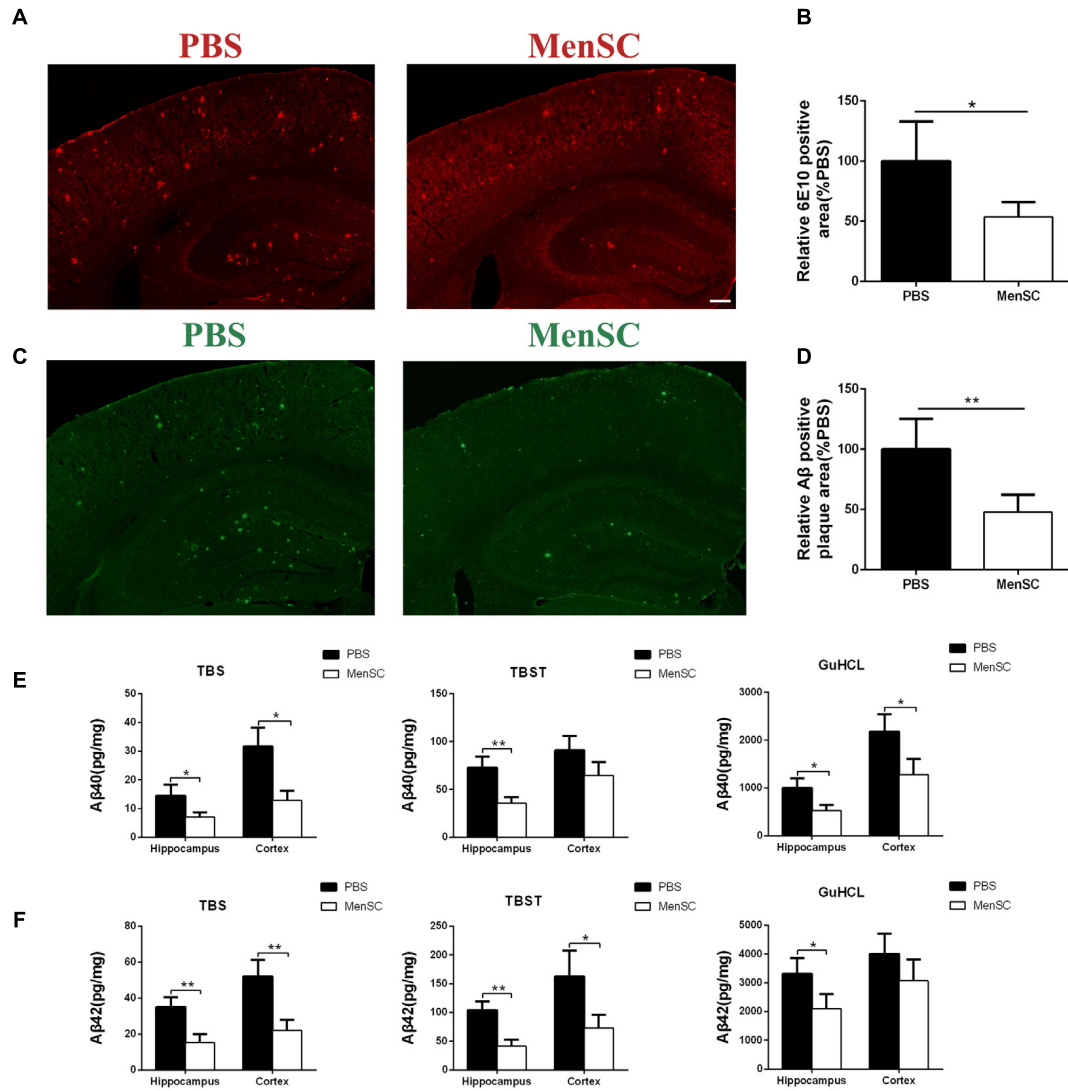 A
PBS
MenSC
B
Relative 6E10 positive
area(%PBS)
150
100
50
0
*
PBS
MenSC
C
PBS
MenSC
D
Relative Aβ positive
plaque area(%PBS)
150
100
50
0
**
PBS
MenSC
E
TBS
PBS
MenSC
Aβ40(pg/mg)
50
40
30
20
10
0
*
*
Hippocampus
Cortex
TBST
PBS
MenSC
Aβ40(pg/mg)
150
100
50
0
**
Hippocampus
Cortex
GuHCL
PBS
MenSC
Aβ40(pg/mg)
3000
2000
1000
0
*
*
Hippocampus
Cortex
F
TBS
PBS
MenSC
Aβ42(pg/mg)
80
60
40
20
0
**
**
Hippocampus
Cortex
TBST
PBS
MenSC
Aβ42(pg/mg)
250
200
150
100
50
0
**
*
Hippocampus
Cortex
GuHCL
PBS
MenSC
Aβ42(pg/mg)
5000
4000
3000
2000
1000
0
*
Hippocampus
Cortex